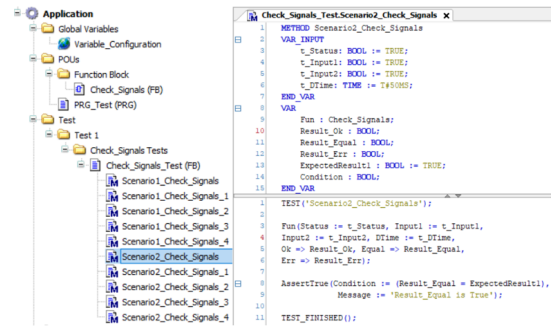 Application
Global Variables
Variable_Configuration
POUs
Function Block
Check_Signals (FB)
PRG_Test (PRG)
Test
Test 1
Check_Signals Tests
Check_Signals_Test (FB)
Scenario1_Check_Signals
Scenario1_Check_Signals_1
Scenario1_Check_Signals_2
Scenario1_Check_Signals_3
Scenario1_Check_Signals_4
Scenario2_Check_Signals
Scenario2_Check_Signals_1
Scenario2_Check_Signals_2
Scenario2_Check_Signals_3
Scenario2_Check_Signals_4
Check_Signals_Test.Scenario2_Check_Signals
1 METHOD Scenario2_Check_Signals
2 VAR_INPUT
3 t_Status: BOOL := TRUE;
4 t_Input1: BOOL := TRUE;
5 t_Input2: BOOL := TRUE;
6 t_DTime: TIME := T#50MS;
7 END_VAR
8 VAR
9 Fun : Check_Signals;
10 Result_Ok : BOOL;
11 Result_Equal : BOOL;
12 Result_Err : BOOL;
13 ExpectedResult1 : BOOL := TRUE;
14 Condition : BOOL;
15 END_VAR
1 TEST('Scenario2_Check_Signals');
2
3 Fun(Status := t_Status, Input1 := t_Input1,
4 Input2 := t_Input2, DTime := t_DTime,
5 Ok => Result_Ok, Equal => Result_Equal,
6 Err => Result_Err);
7
8 AssertTrue(Condition := (Result_Equal = ExpectedResult1),
9 Message := 'Result_Equal is True');
10
11 TEST_FINISHED();